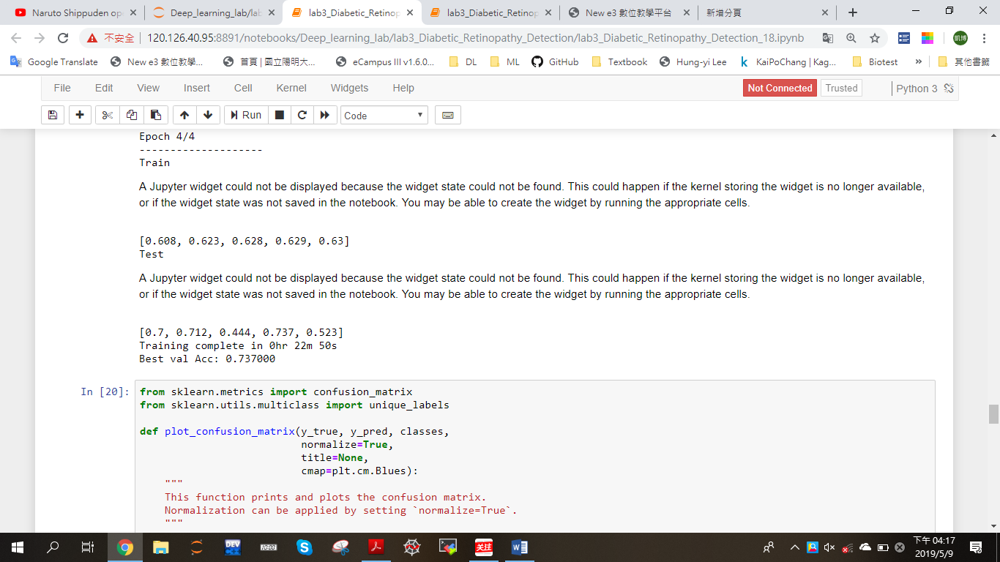 Naruto Shippuden op
Deep_learning_lab/lab
lab3_Diabetic_Retinop
lab3_Diabetic_Retinop
New e3 數位教學平台
新增分頁
不安全 | 120.126.40.95:8891/notebooks/Deep_learning_lab/lab3_Diabetic_Retinopathy_Detection/lab3_Diabetic_Retinopathy_Detection_18.ipynb
凱博
Google Translate
New e3 數位教學...
首頁 | 國立陽明大...
eCampus III v1.6.0...
DL
ML
GitHub
Textbook
Hung-yi Lee
KaiPoChang | Kag...
Biotest
»
其他書籤
File Edit View Insert Cell Kernel Widgets Help
Not Connected Trusted | Python 3
Run Code
Epoch 4/4
--------------------
Train
A Jupyter widget could not be displayed because the widget state could not be found. This could happen if the kernel storing the widget is no longer available,
or if the widget state was not saved in the notebook. You may be able to create the widget by running the appropriate cells.
[0.608, 0.623, 0.628, 0.629, 0.63]
Test
A Jupyter widget could not be displayed because the widget state could not be found. This could happen if the kernel storing the widget is no longer available,
or if the widget state was not saved in the notebook. You may be able to create the widget by running the appropriate cells.
[0.7, 0.712, 0.444, 0.737, 0.523]
Training complete in 0hr 22m 50s
Best val Acc: 0.737000
In [20]:
from sklearn.metrics import confusion_matrix
from sklearn.utils.multiclass import unique_labels
def plot_confusion_matrix(y_true, y_pred, classes,
normalize=True,
title=None,
cmap=plt.cm.Blues):
"""
This function prints and plots the confusion matrix.
Normalization can be applied by setting `normalize=True`.
"""
DEV
关注
下午 04:17
2019/5/9